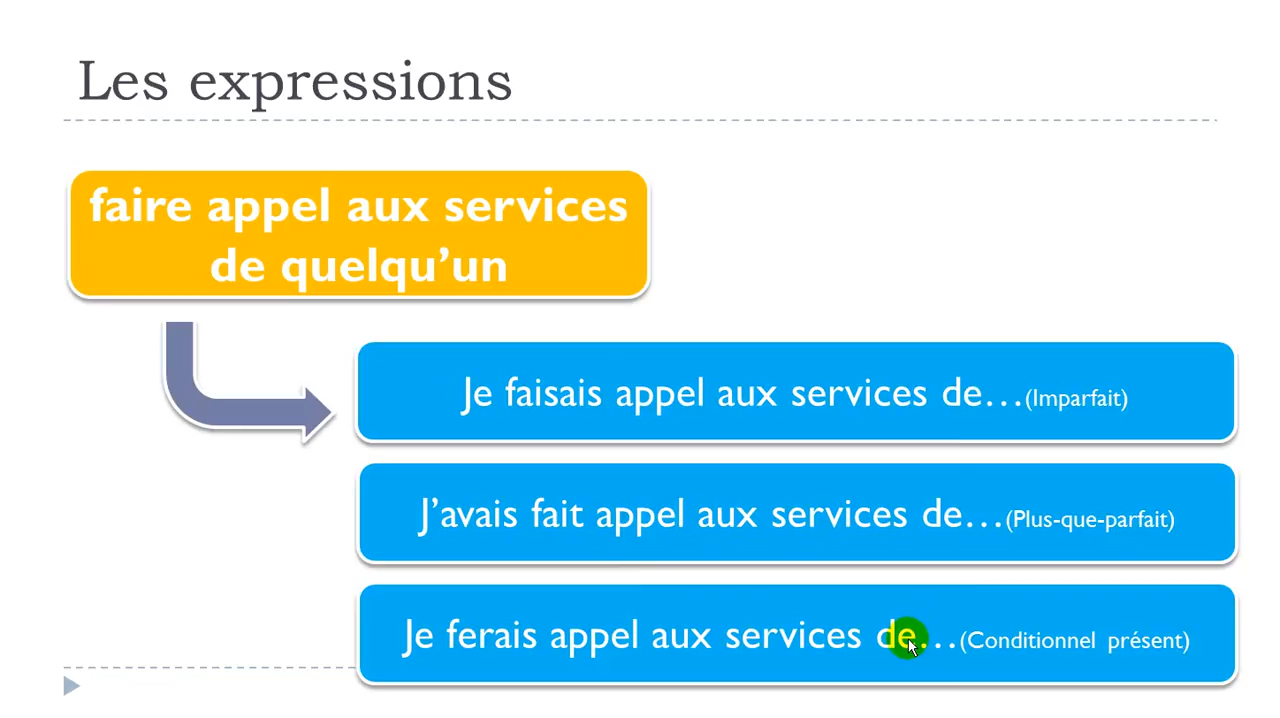 Les expressions
faire appel aux services
de quelqu’un
Je faisais appel aux services de…(Imparfait)
J’avais fait appel aux services de…(Plus-que-parfait)
Je ferais appel aux services de…(Conditionnel présent)